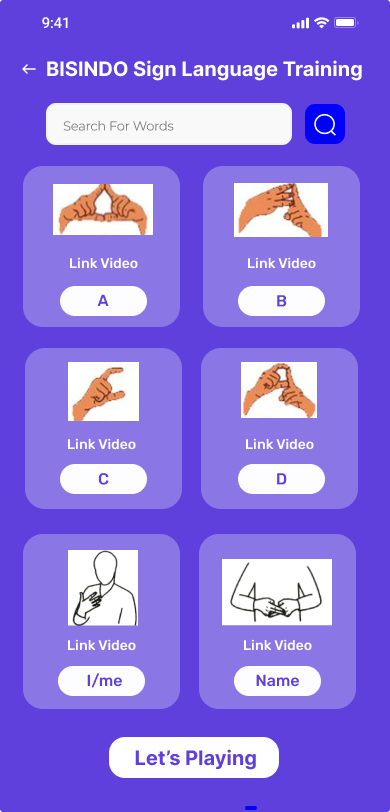 9:41
BISINDO Sign Language Training
Search For Words
Link Video
A
Link Video
B
Link Video
C
Link Video
D
Link Video
I/me
Link Video
Name
Let’s Playing